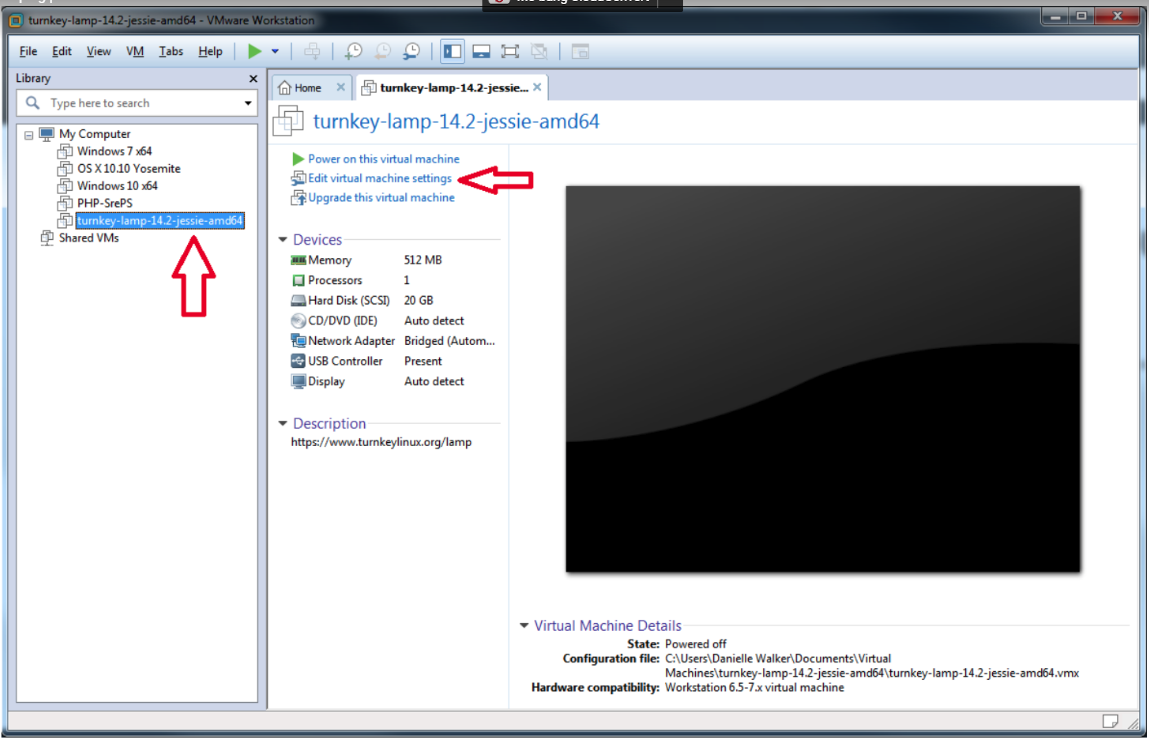 turnkey-lamp-14.2-jessie-amd64 - VMware Workstation
File Edit View VM Tabs Help
Library
Type here to search
My Computer
Windows 7 x64
OS X 10.10 Yosemite
Windows 10 x64
PHP-SrePS
turnkey-lamp-14.2-jessie-amd64
Shared VMs
Home
turnkey-lamp-14.2-jessie...
turnkey-lamp-14.2-jessie-amd64
Power on this virtual machine
Edit virtual machine settings
Upgrade this virtual machine
Devices
Memory 512 MB
Processors 1
Hard Disk (SCSI) 20 GB
CD/DVD (IDE) Auto detect
Network Adapter Bridged (Autom...
USB Controller Present
Display Auto detect
Description
https://www.turnkeylinux.org/lamp
Virtual Machine Details
State: Powered off
Configuration file: C:\Users\Danielle Walker\Documents\Virtual
Machines\turnkey-lamp-14.2-jessie-amd64\turnkey-lamp-14.2-jessie-amd64.vmx
Hardware compatibility: Workstation 6.5-7.x virtual machine